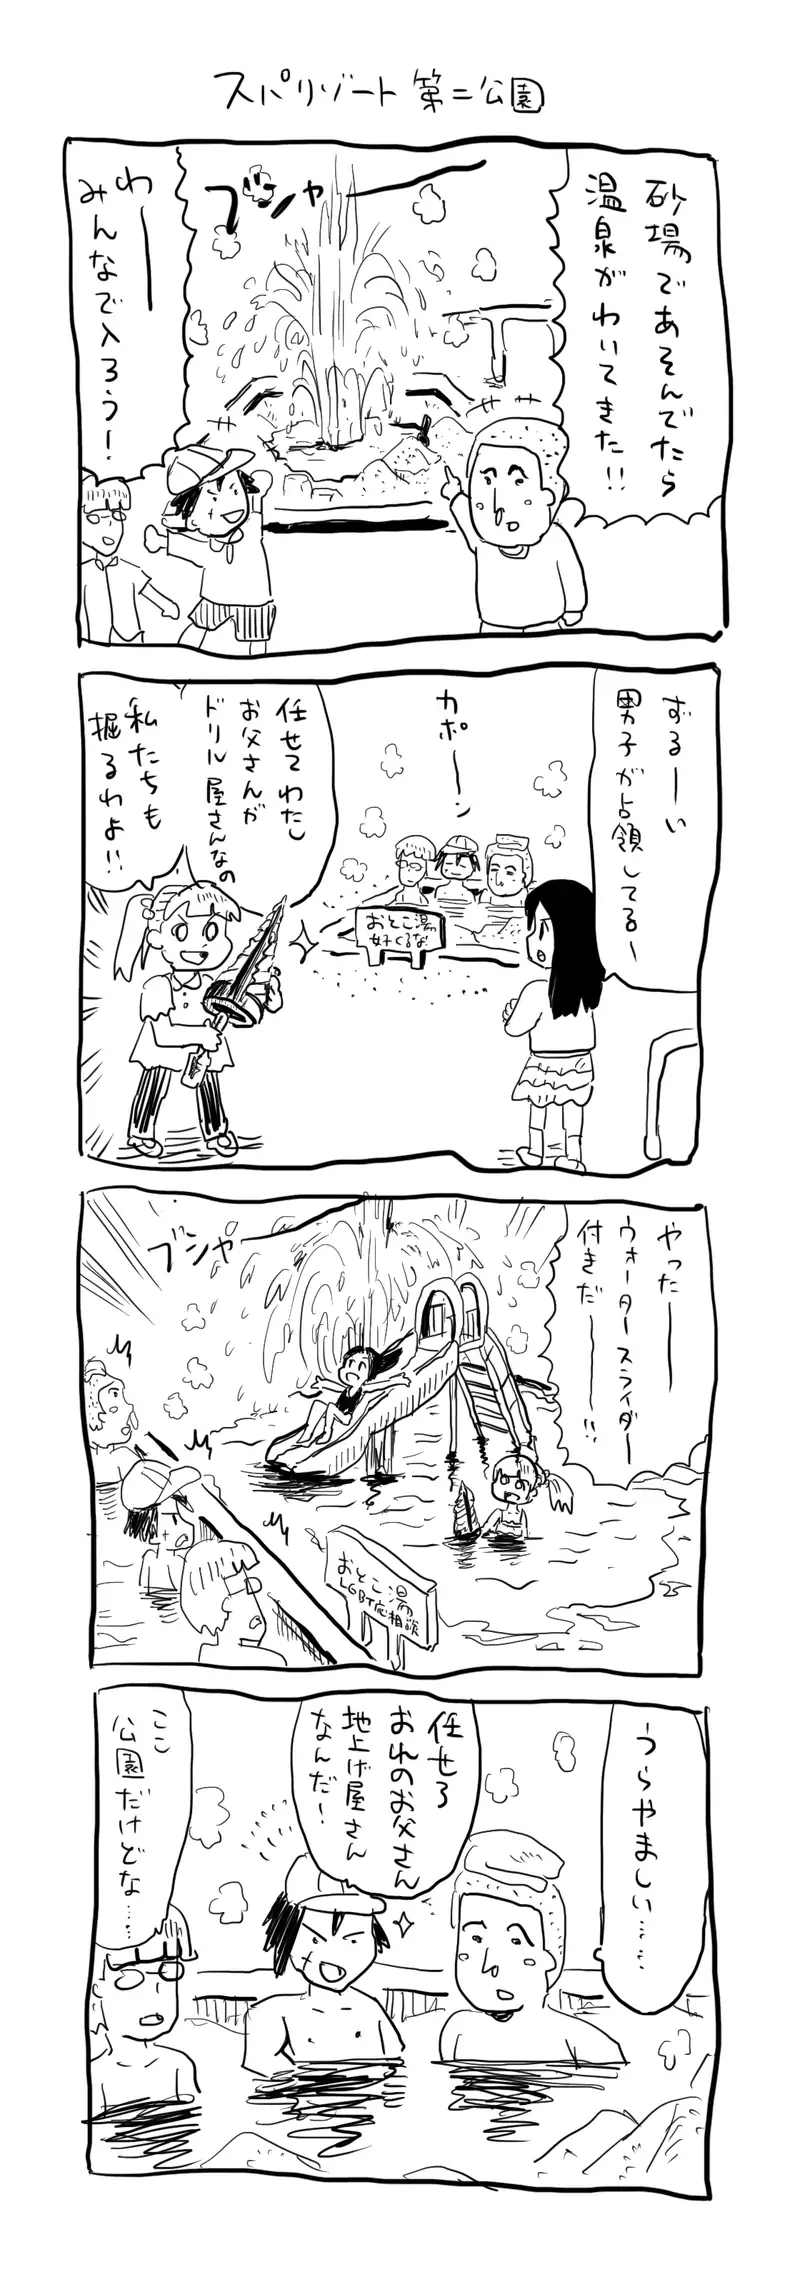 スパリゾート第二公園
砂場であそんでたら
温泉がわいてきた!!
ブシャー
わー
みんなで入ろう!
ずるーい
男子が占領してる〜
カポーン
おとこ湯
任せてわたし
お父さんが
ドリル屋さんなの
私たちも
掘るわよ!!
やったー
ウォータースライダー
付きだー!!
ブシャー
おとこ湯
LGBT応相談
うらやましい……
任せろ
おれのお父さん
地上げ屋さん
なんだ!
ここ
公園だけどな……